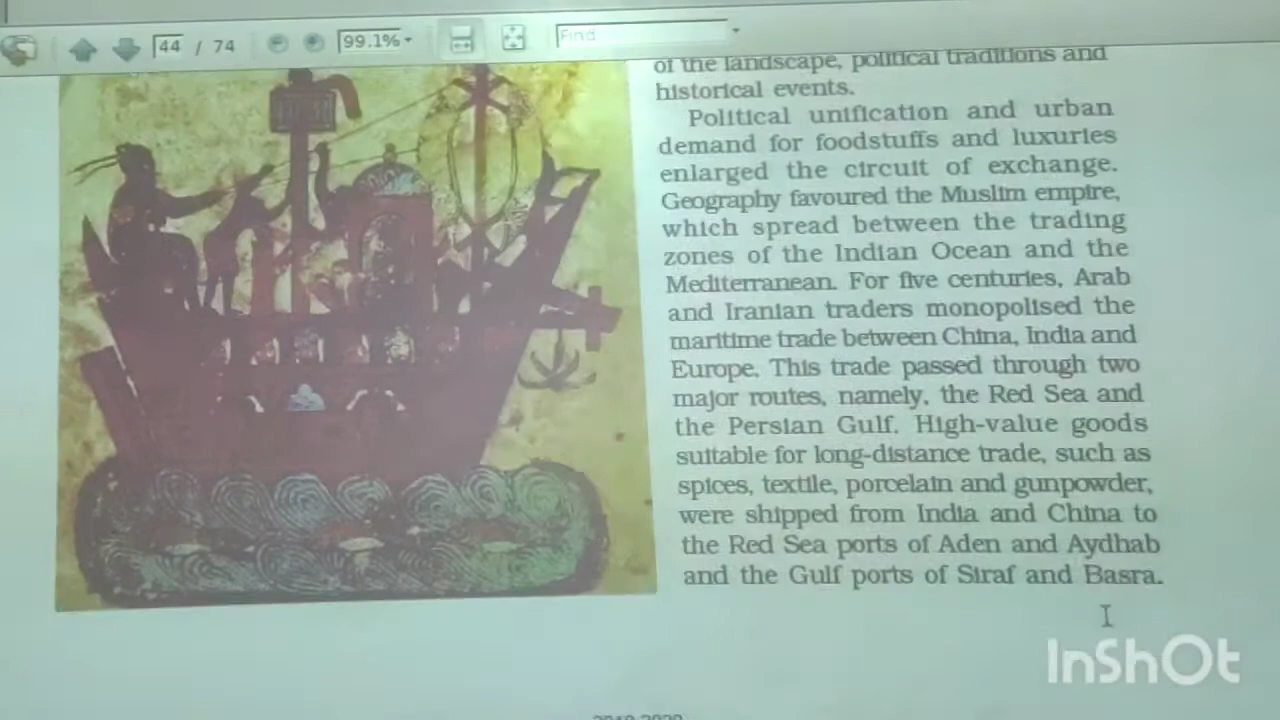 44 / 74
99.1%
Find
of the landscape, political traditions and
historical events.
Political unification and urban
demand for foodstuffs and luxuries
enlarged the circuit of exchange.
Geography favoured the Muslim empire,
which spread between the trading
zones of the Indian Ocean and the
Mediterranean. For five centuries, Arab
and Iranian traders monopolised the
maritime trade between China, India and
Europe. This trade passed through two
major routes, namely, the Red Sea and
the Persian Gulf. High-value goods
suitable for long-distance trade, such as
spices, textile, porcelain and gunpowder,
were shipped from India and China to
the Red Sea ports of Aden and Aydhab
and the Gulf ports of Siraf and Basra.
InShOt